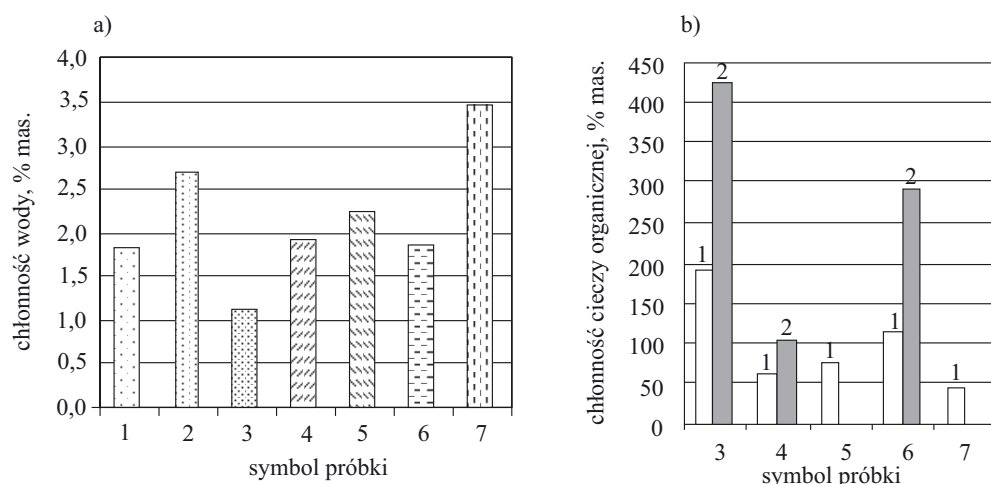 a)
chłonność wody, % mas.
4,0
3,5
3,0
2,5
2,0
1,5
1,0
0,5
0,0
1 2 3 4 5 6 7
symbol próbki
b)
chłonność cieczy organicznej, % mas.
450
400
350
300
250
200
150
100
50
0
1 2 1 2 1 1 2 1
3 4 5 6 7
symbol próbki